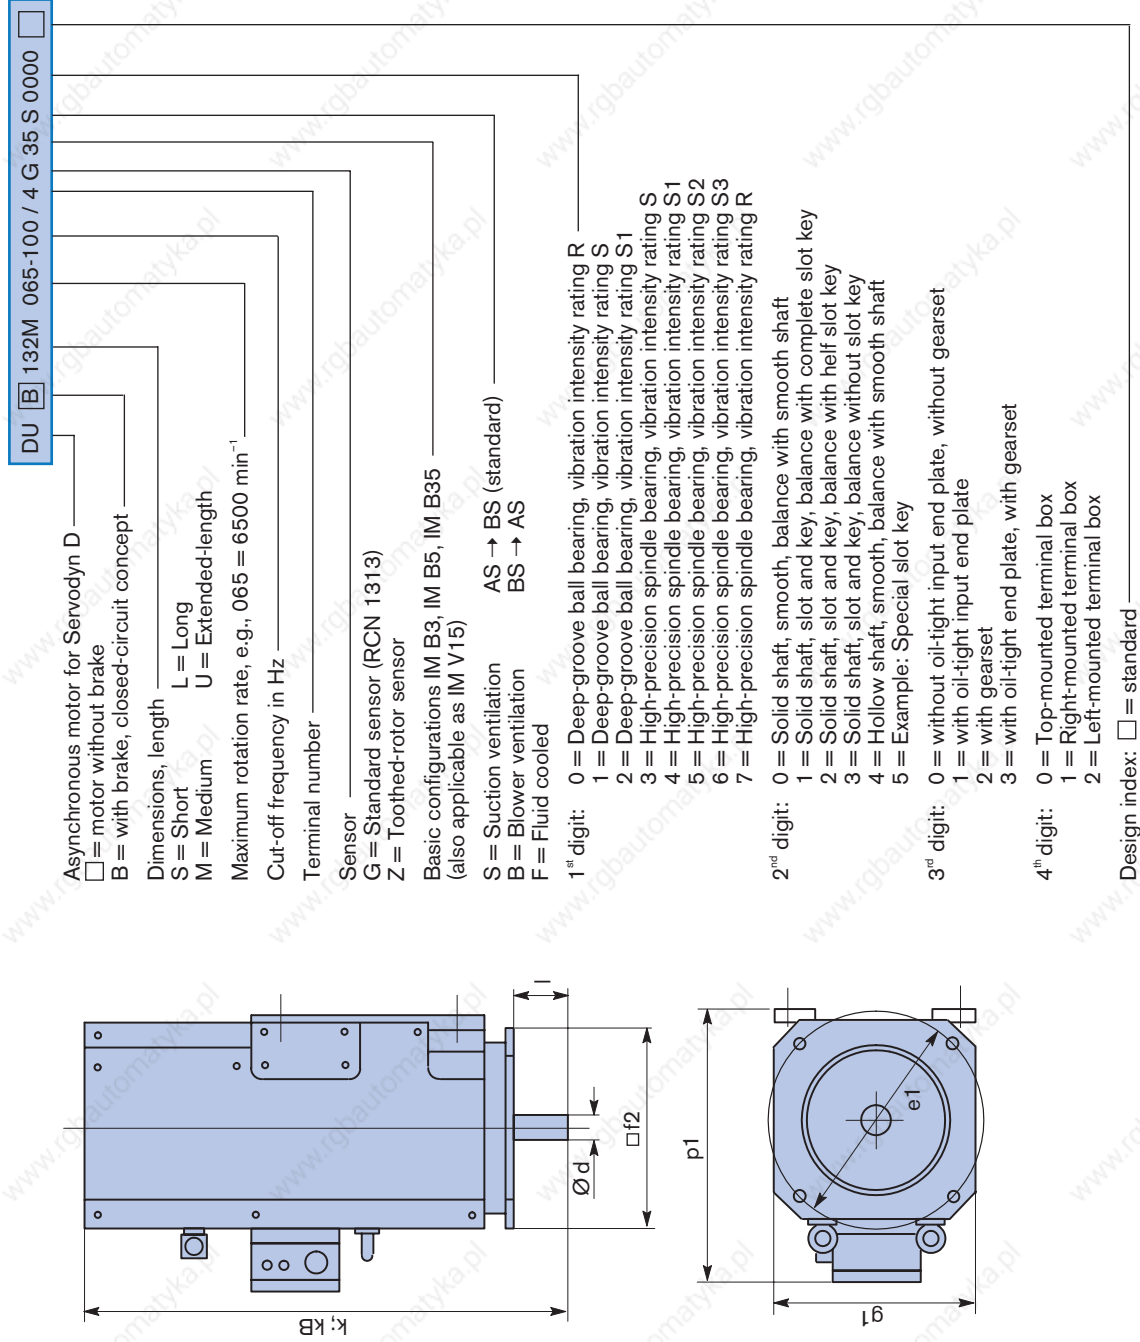 DU B 132M 065-100 / 4 G 35 S 0000 □
Asynchronous motor for Servodyn D
□ = motor without brake
B = with brake, closed-circuit concept
Dimensions, length
S = Short L = Long
M = Medium U = Extended-length
Maximum rotation rate, e.g., 065 = 6500 min⁻¹
Cut-off frequency in Hz
Terminal number
Sensor
G = Standard sensor (RCN 1313)
Z = Toothed-rotor sensor
Basic configurations IM B3, IM B5, IM B35
(also applicable as IM V15)
S = Suction ventilation AS → BS (standard)
B = Blower ventilation BS → AS
F = Fluid cooled
1st digit: 0 = Deep-groove ball bearing, vibration intensity rating R
1 = Deep-groove ball bearing, vibration intensity rating S
2 = Deep-groove ball bearing, vibration intensity rating S1
3 = High-precision spindle bearing, vibration intensity rating S
4 = High-precision spindle bearing, vibration intensity rating S1
5 = High-precision spindle bearing, vibration intensity rating S2
6 = High-precision spindle bearing, vibration intensity rating S3
7 = High-precision spindle bearing, vibration intensity rating R
2nd digit: 0 = Solid shaft, smooth, balance with smooth shaft
1 = Solid shaft, slot and key, balance with complete slot key
2 = Solid shaft, slot and key, balance with helf slot key
3 = Solid shaft, slot and key, balance without slot key
4 = Hollow shaft, smooth, balance with smooth shaft
5 = Example: Special slot key
3rd digit: 0 = without oil-tight input end plate, without gearset
1 = with oil-tight input end plate
2 = with gearset
3 = with oil-tight end plate, with gearset
4th digit: 0 = Top-mounted terminal box
1 = Right-mounted terminal box
2 = Left-mounted terminal box
Design index: □ = standard
k; kB
l
Ød
□f2
p1
e1
g1
www.rgbautomatyka.pl